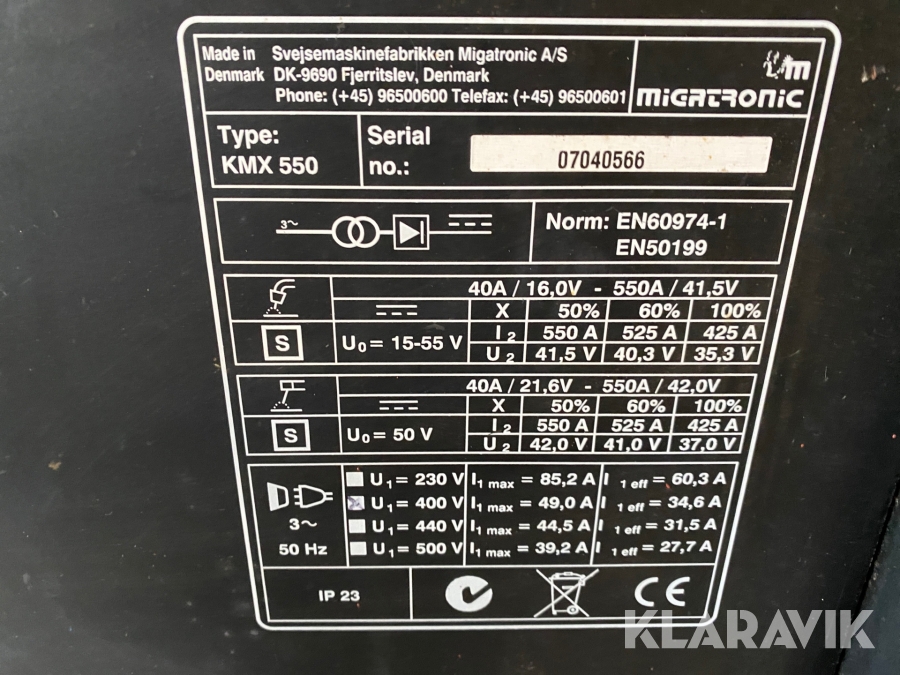 Made in Svejsemaskinefabrikken Migatronic A/S
Denmark DK-9690 Fjerritslev, Denmark
Phone: (+45) 96500600 Telefax: (+45) 96500601
MIGATRONIC
Type:
KMX 550
Serial
no.:
07040566
3~
Norm: EN60974-1
EN50199
40A / 16,0V - 550A / 41,5V
X 50% 60% 100%
S U0= 15-55 V
I2 550 A 525 A 425 A
U2 41,5 V 40,3 V 35,3 V
40A / 21,6V - 550A / 42,0V
X 50% 60% 100%
S U0= 50 V
I2 550 A 525 A 425 A
U2 42,0 V 41,0 V 37,0 V
3~
50 Hz
U1= 230 V I1 max = 85,2 A I 1 eff = 60,3 A
U1= 400 V I1 max = 49,0 A I 1 eff = 34,6 A
U1= 440 V I1 max = 44,5 A I 1 eff = 31,5 A
U1= 500 V I1 max = 39,2 A I 1 eff = 27,7 A
IP 23
CE
KLARAVIK